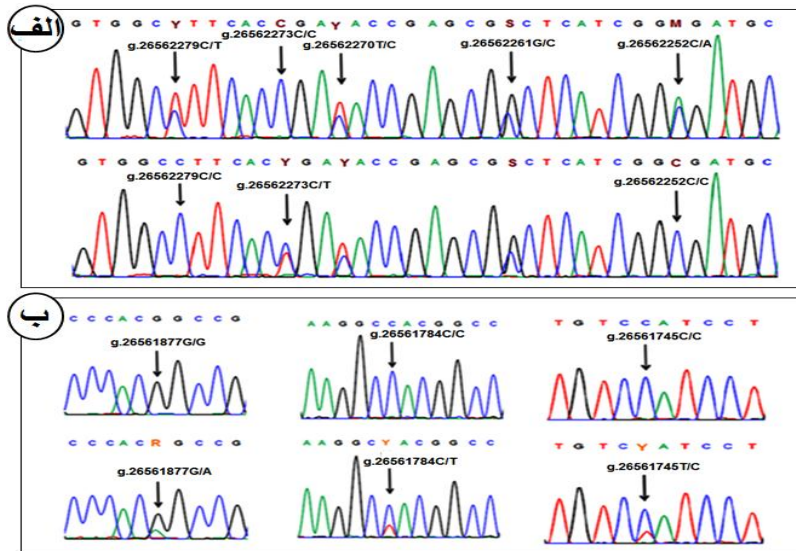 الف
G T G G C Y T T C A C C G A Y A C C G A G C G S C T C A T C G G M G A T G C
g.26562279C/T
g.26562273C/C
g.26562270T/C
g.26562261G/C
g.26562252C/A
G T G G C C T T C A C Y G A Y A C C G A G C G S C T C A T C G G C G A T G C
g.26562279C/C
g.26562273C/T
g.26562252C/C
ب
C C C A C G G C C G
g.26561877G/G
A A G G C C A C G G C C
g.26561784C/C
T G T C C A T C C T
g.26561745C/C
C C C A C R G C C G
g.26561877G/A
A A G G C Y A C G G C C
g.26561784C/T
T G T C Y A T C C T
g.26561745T/C